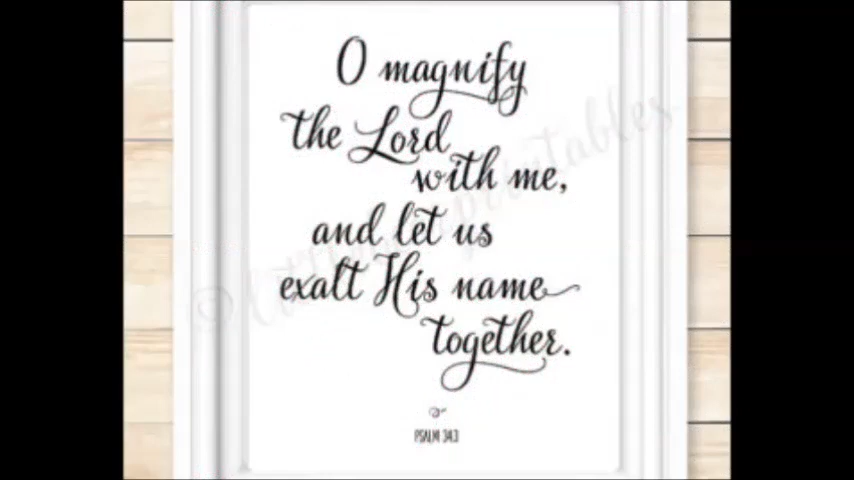 O magnify
the Lord
with me,
and let us
exalt His name
together.
PSALM 34:3